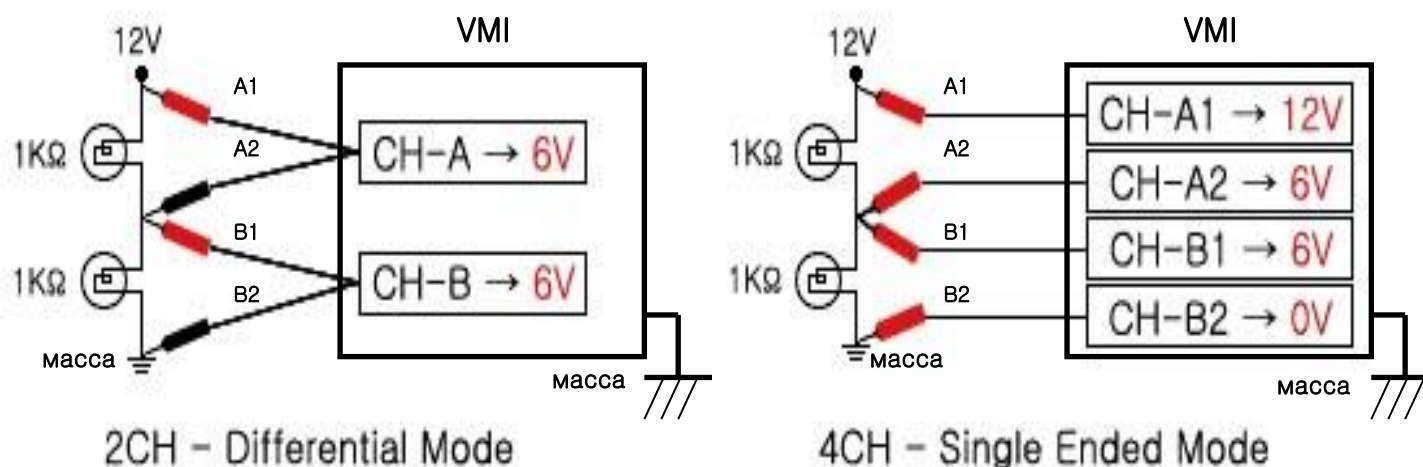 VMI
12V
A1
CH-A → 6V
1KΩ
A2
B1
1KΩ
CH-B → 6V
B2
масса
масса
2CH - Differential Mode
VMI
12V
A1
CH-A1 → 12V
1KΩ
A2
CH-A2 → 6V
B1
CH-B1 → 6V
1KΩ
B2
CH-B2 → 0V
масса
масса
4CH - Single Ended Mode